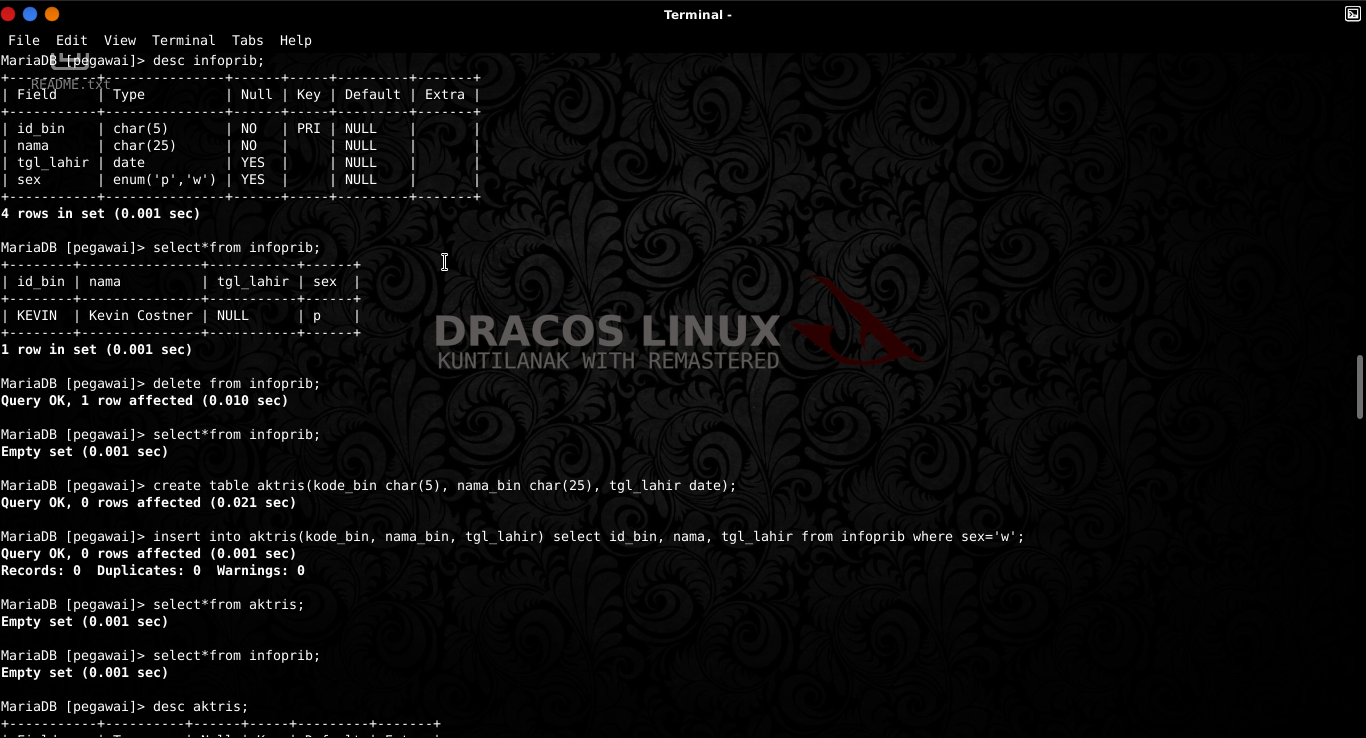 Terminal -
File Edit View Terminal Tabs Help
MariaDB [pegawai]> desc infoprib;
README.txt
+-----------+---------------+------+-----+---------+-------+
| Field     | Type          | Null | Key | Default | Extra |
+-----------+---------------+------+-----+---------+-------+
| id_bin    | char(5)       | NO   | PRI | NULL    |       |
| nama      | char(25)      | NO   |     | NULL    |       |
| tgl_lahir | date          | YES  |     | NULL    |       |
| sex       | enum('p','w') | YES  |     | NULL    |       |
+-----------+---------------+------+-----+---------+-------+
4 rows in set (0.001 sec)
MariaDB [pegawai]> select*from infoprib;
+--------+---------------+-----------+------+
| id_bin | nama          | tgl_lahir | sex  |
+--------+---------------+-----------+------+
| KEVIN  | Kevin Costner | NULL      | p    |
+--------+---------------+-----------+------+
1 row in set (0.001 sec)
DRACOS LINUX
KUNTILANAK WITH REMASTERED
MariaDB [pegawai]> delete from infoprib;
Query OK, 1 row affected (0.010 sec)
MariaDB [pegawai]> select*from infoprib;
Empty set (0.001 sec)
MariaDB [pegawai]> create table aktris(kode_bin char(5), nama_bin char(25), tgl_lahir date);
Query OK, 0 rows affected (0.021 sec)
MariaDB [pegawai]> insert into aktris(kode_bin, nama_bin, tgl_lahir) select id_bin, nama, tgl_lahir from infoprib where sex='w';
Query OK, 0 rows affected (0.001 sec)
Records: 0  Duplicates: 0  Warnings: 0
MariaDB [pegawai]> select*from aktris;
Empty set (0.001 sec)
MariaDB [pegawai]> select*from infoprib;
Empty set (0.001 sec)
MariaDB [pegawai]> desc aktris;
+-----------+----------+------+-----+---------+-------+